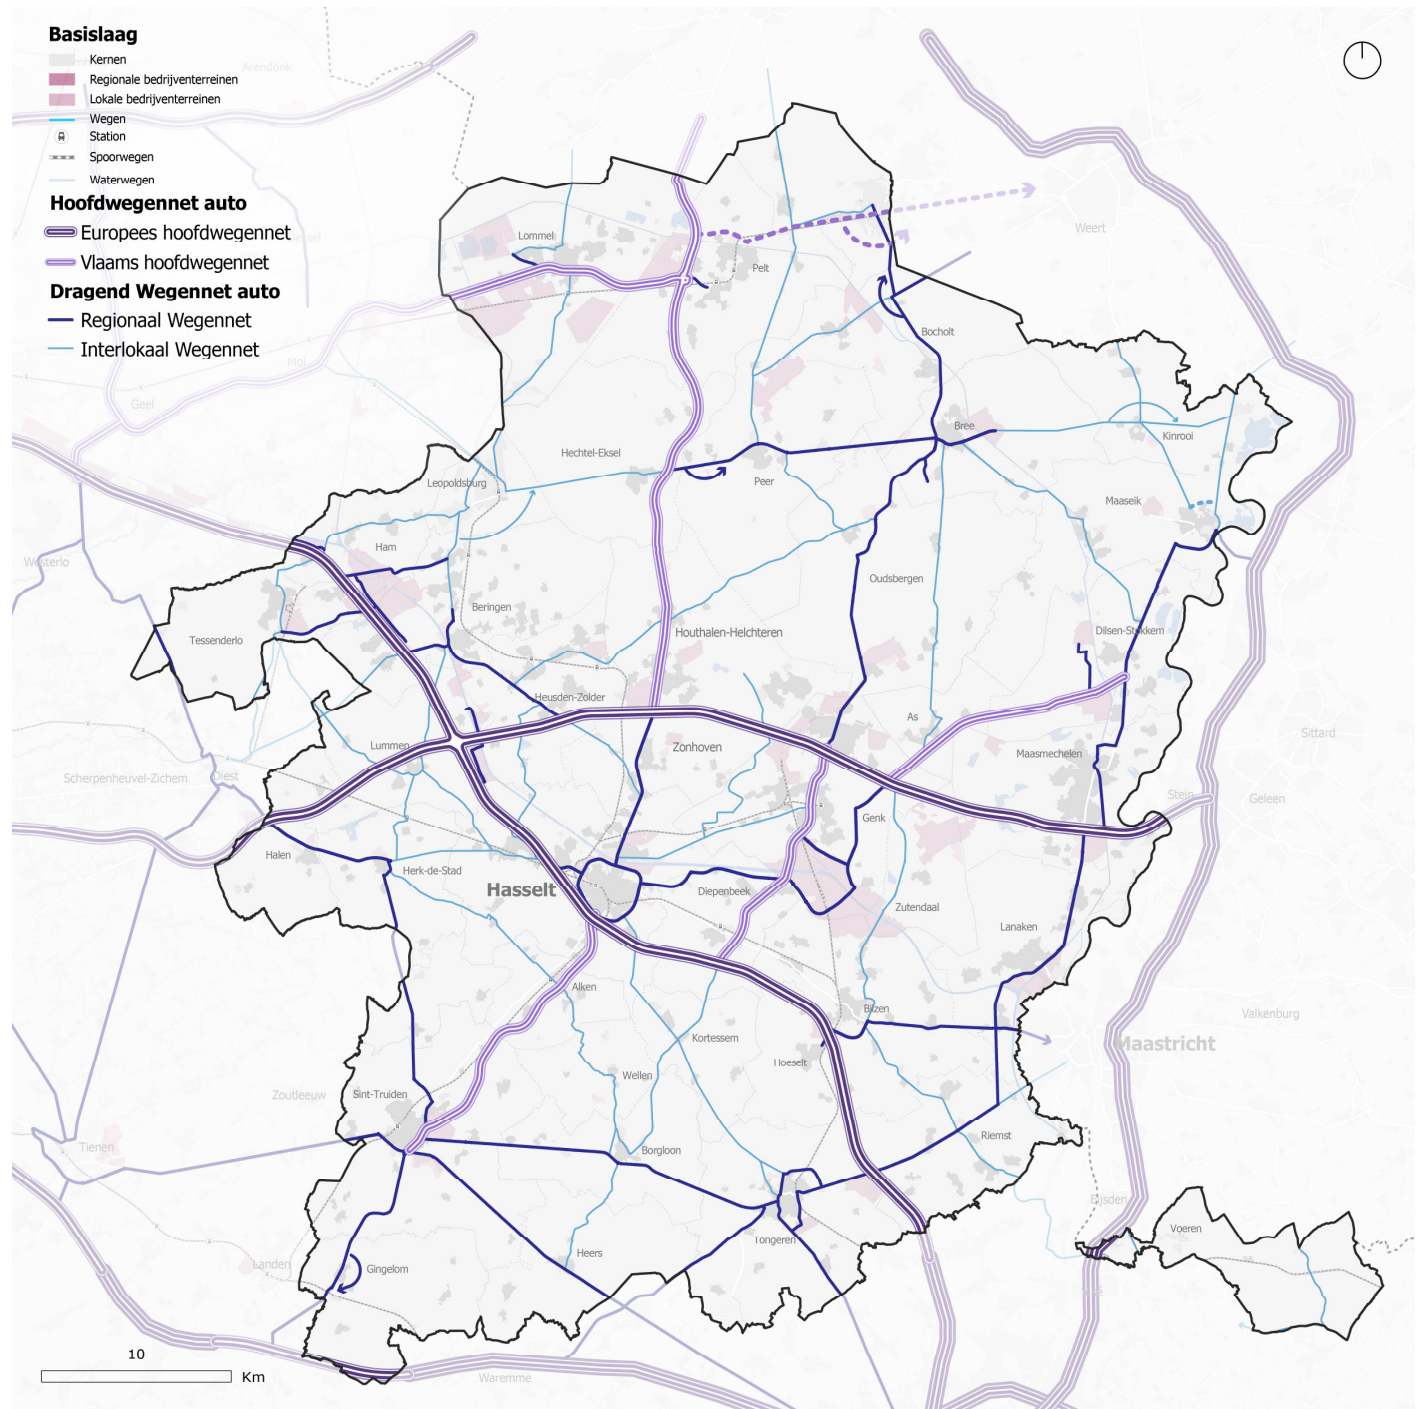 Basislaag
Kernen
Regionale bedrijventerreinen
Lokale bedrijventerreinen
Wegen
Station
Spoorwegen
Waterwegen
Hoofdwegennet auto
Europees hoofdwegennet
Vlaams hoofdwegennet
Dragend Wegennet auto
Regionaal Wegennet
Interlokaal Wegennet
Arendonk
Lommel
Pelt
Weert
Bocholt
Mol
Geel
Bree
Kinrooi
Hechtel-Eksel
Peer
Leopoldsburg
Maaseik
Ham
Westerlo
Oudsbergen
Beringen
Tessenderlo
Houthalen-Helchteren
Dilsen-Stokkem
Heusden-Zolder
As
Lummen
Zonhoven
Maasmechelen
Sittard
Scherpenheuvel-Zichem
Diest
Stein
Geleen
Genk
Halen
Herk-de-Stad
Hasselt
Diepenbeek
Zutendaal
Lanaken
Alken
Bilzen
Valkenburg
Kortessem
Maastricht
Hoeselt
Wellen
Zoutleeuw
Sint-Truiden
Tienen
Borgloon
Riemst
Eijsden
Voeren
Tongeren
Heers
Landen
Gingelom
10
Km
Waremme